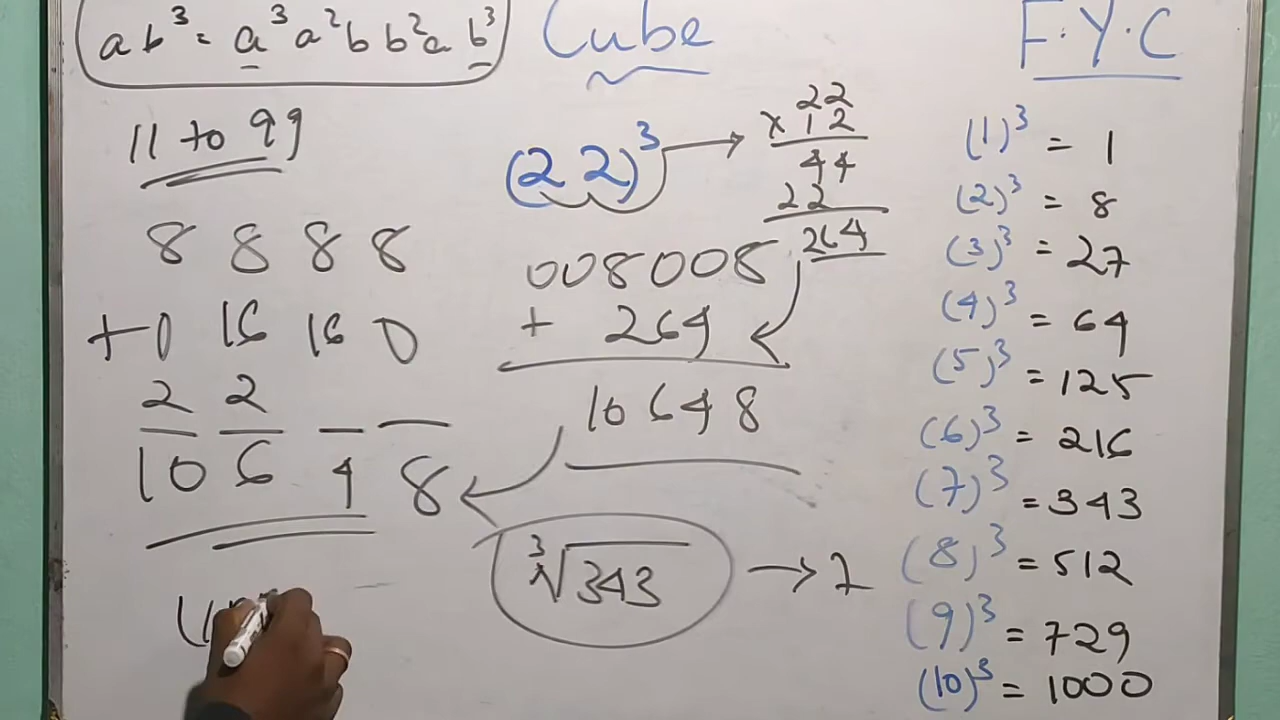 ab³ = a³ a²b b²a b³
Cube
F.Y.C
11 to 99
8 8 8 8
+0 16 16 0
2 2
10 6 4 8
(22)³
22
x 12
44
22
264
008008
+ 264
10648
³√343 → 7
(1)³ = 1
(2)³ = 8
(3)³ = 27
(4)³ = 64
(5)³ = 125
(6)³ = 216
(7)³ = 343
(8)³ = 512
(9)³ = 729
(10)³ = 1000